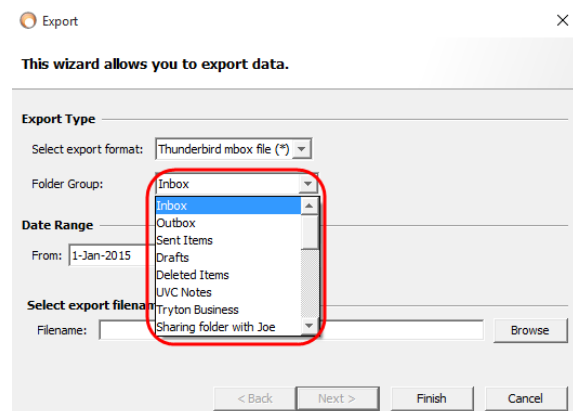 Export
This wizard allows you to export data.
Export Type
Select export format: Thunderbird mbox file (*)
Folder Group: Inbox
Inbox
Outbox
Sent Items
Drafts
Deleted Items
UVC Notes
Tryton Business
Sharing folder with Joe
Date Range
From: 1-Jan-2015
Select export filenam
Filename: Browse
< Back Next > Finish Cancel